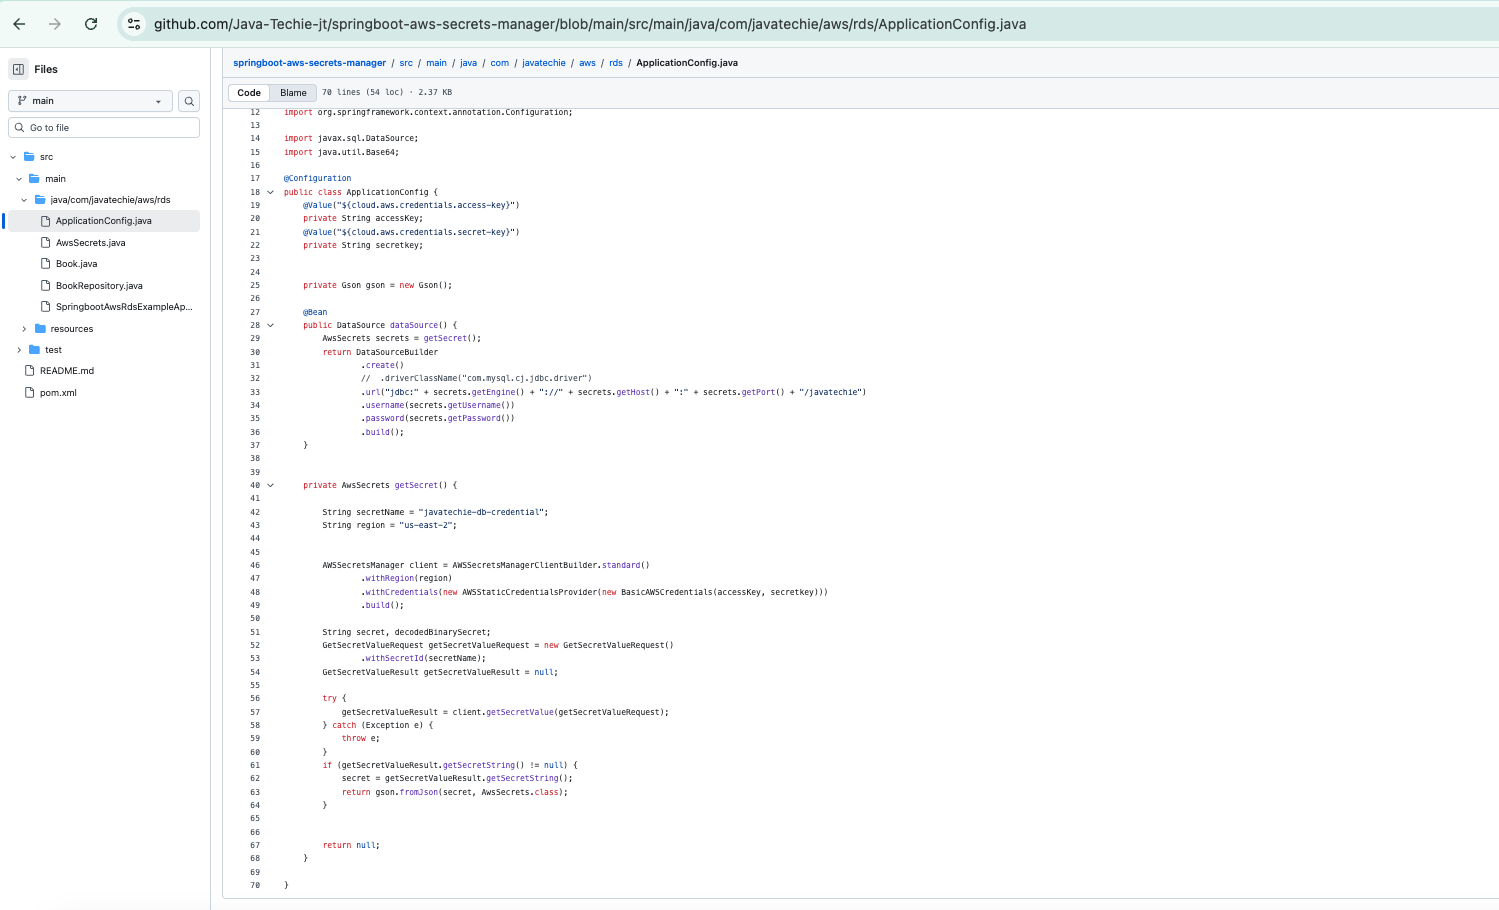 github.com/Java-Techie-jt/springboot-aws-secrets-manager/blob/main/src/main/java/com/javatechie/aws/rds/ApplicationConfig.java
Files
main
Go to file
src
main
java/com/javatechie/aws/rds
ApplicationConfig.java
AwsSecrets.java
Book.java
BookRepository.java
SpringbootAwsRdsExampleAp...
resources
test
README.md
pom.xml
springboot-aws-secrets-manager / src / main / java / com / javatechie / aws / rds / ApplicationConfig.java
Code Blame 70 lines (54 loc) · 2.37 KB
12 import org.springframework.context.annotation.Configuration;
13
14 import javax.sql.DataSource;
15 import java.util.Base64;
16
17 @Configuration
18 public class ApplicationConfig {
19 @Value("${cloud.aws.credentials.access-key}")
20 private String accessKey;
21 @Value("${cloud.aws.credentials.secret-key}")
22 private String secretkey;
23
24
25 private Gson gson = new Gson();
26
27 @Bean
28 public DataSource dataSource() {
29 AwsSecrets secrets = getSecret();
30 return DataSourceBuilder
31 .create()
32 // .driverClassName("com.mysql.cj.jdbc.driver")
33 .url("jdbc:" + secrets.getEngine() + "://" + secrets.getHost() + ":" + secrets.getPort() + "/javatechie")
34 .username(secrets.getUsername())
35 .password(secrets.getPassword())
36 .build();
37 }
38
39
40 private AwsSecrets getSecret() {
41
42 String secretName = "javatechie-db-credential";
43 String region = "us-east-2";
44
45
46 AWSSecretsManager client = AWSSecretsManagerClientBuilder.standard()
47 .withRegion(region)
48 .withCredentials(new AWSStaticCredentialsProvider(new BasicAWSCredentials(accessKey, secretkey)))
49 .build();
50
51 String secret, decodedBinarySecret;
52 GetSecretValueRequest getSecretValueRequest = new GetSecretValueRequest()
53 .withSecretId(secretName);
54 GetSecretValueResult getSecretValueResult = null;
55
56 try {
57 getSecretValueResult = client.getSecretValue(getSecretValueRequest);
58 } catch (Exception e) {
59 throw e;
60 }
61 if (getSecretValueResult.getSecretString() != null) {
62 secret = getSecretValueResult.getSecretString();
63 return gson.fromJson(secret, AwsSecrets.class);
64 }
65
66
67 return null;
68 }
69
70 }